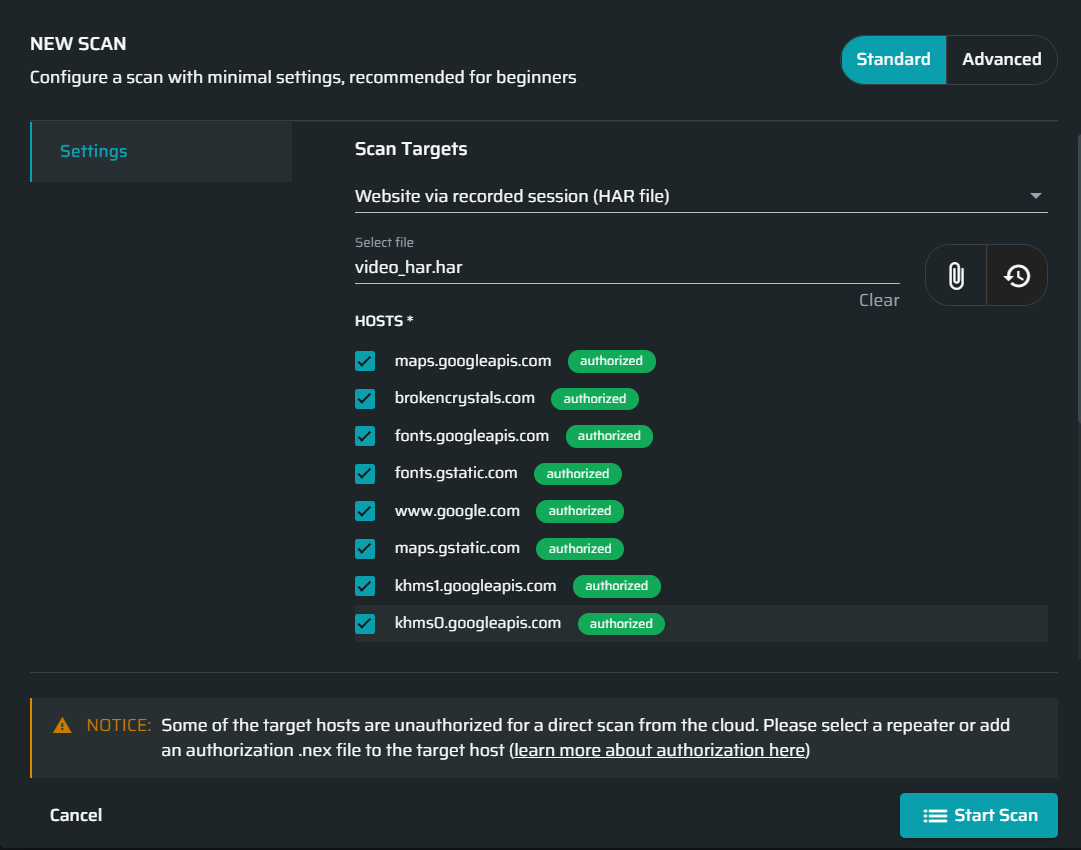 NEW SCAN
Configure a scan with minimal settings, recommended for beginners
Standard
Advanced
Settings
Scan Targets
Website via recorded session (HAR file)
Select file
video_har.har
Clear
HOSTS *
maps.googleapis.com authorized
brokencrystals.com authorized
fonts.googleapis.com authorized
fonts.gstatic.com authorized
www.google.com authorized
maps.gstatic.com authorized
khms1.googleapis.com authorized
khms0.googleapis.com authorized
NOTICE: Some of the target hosts are unauthorized for a direct scan from the cloud. Please select a repeater or add
an authorization .nex file to the target host (learn more about authorization here)
Cancel
Start Scan